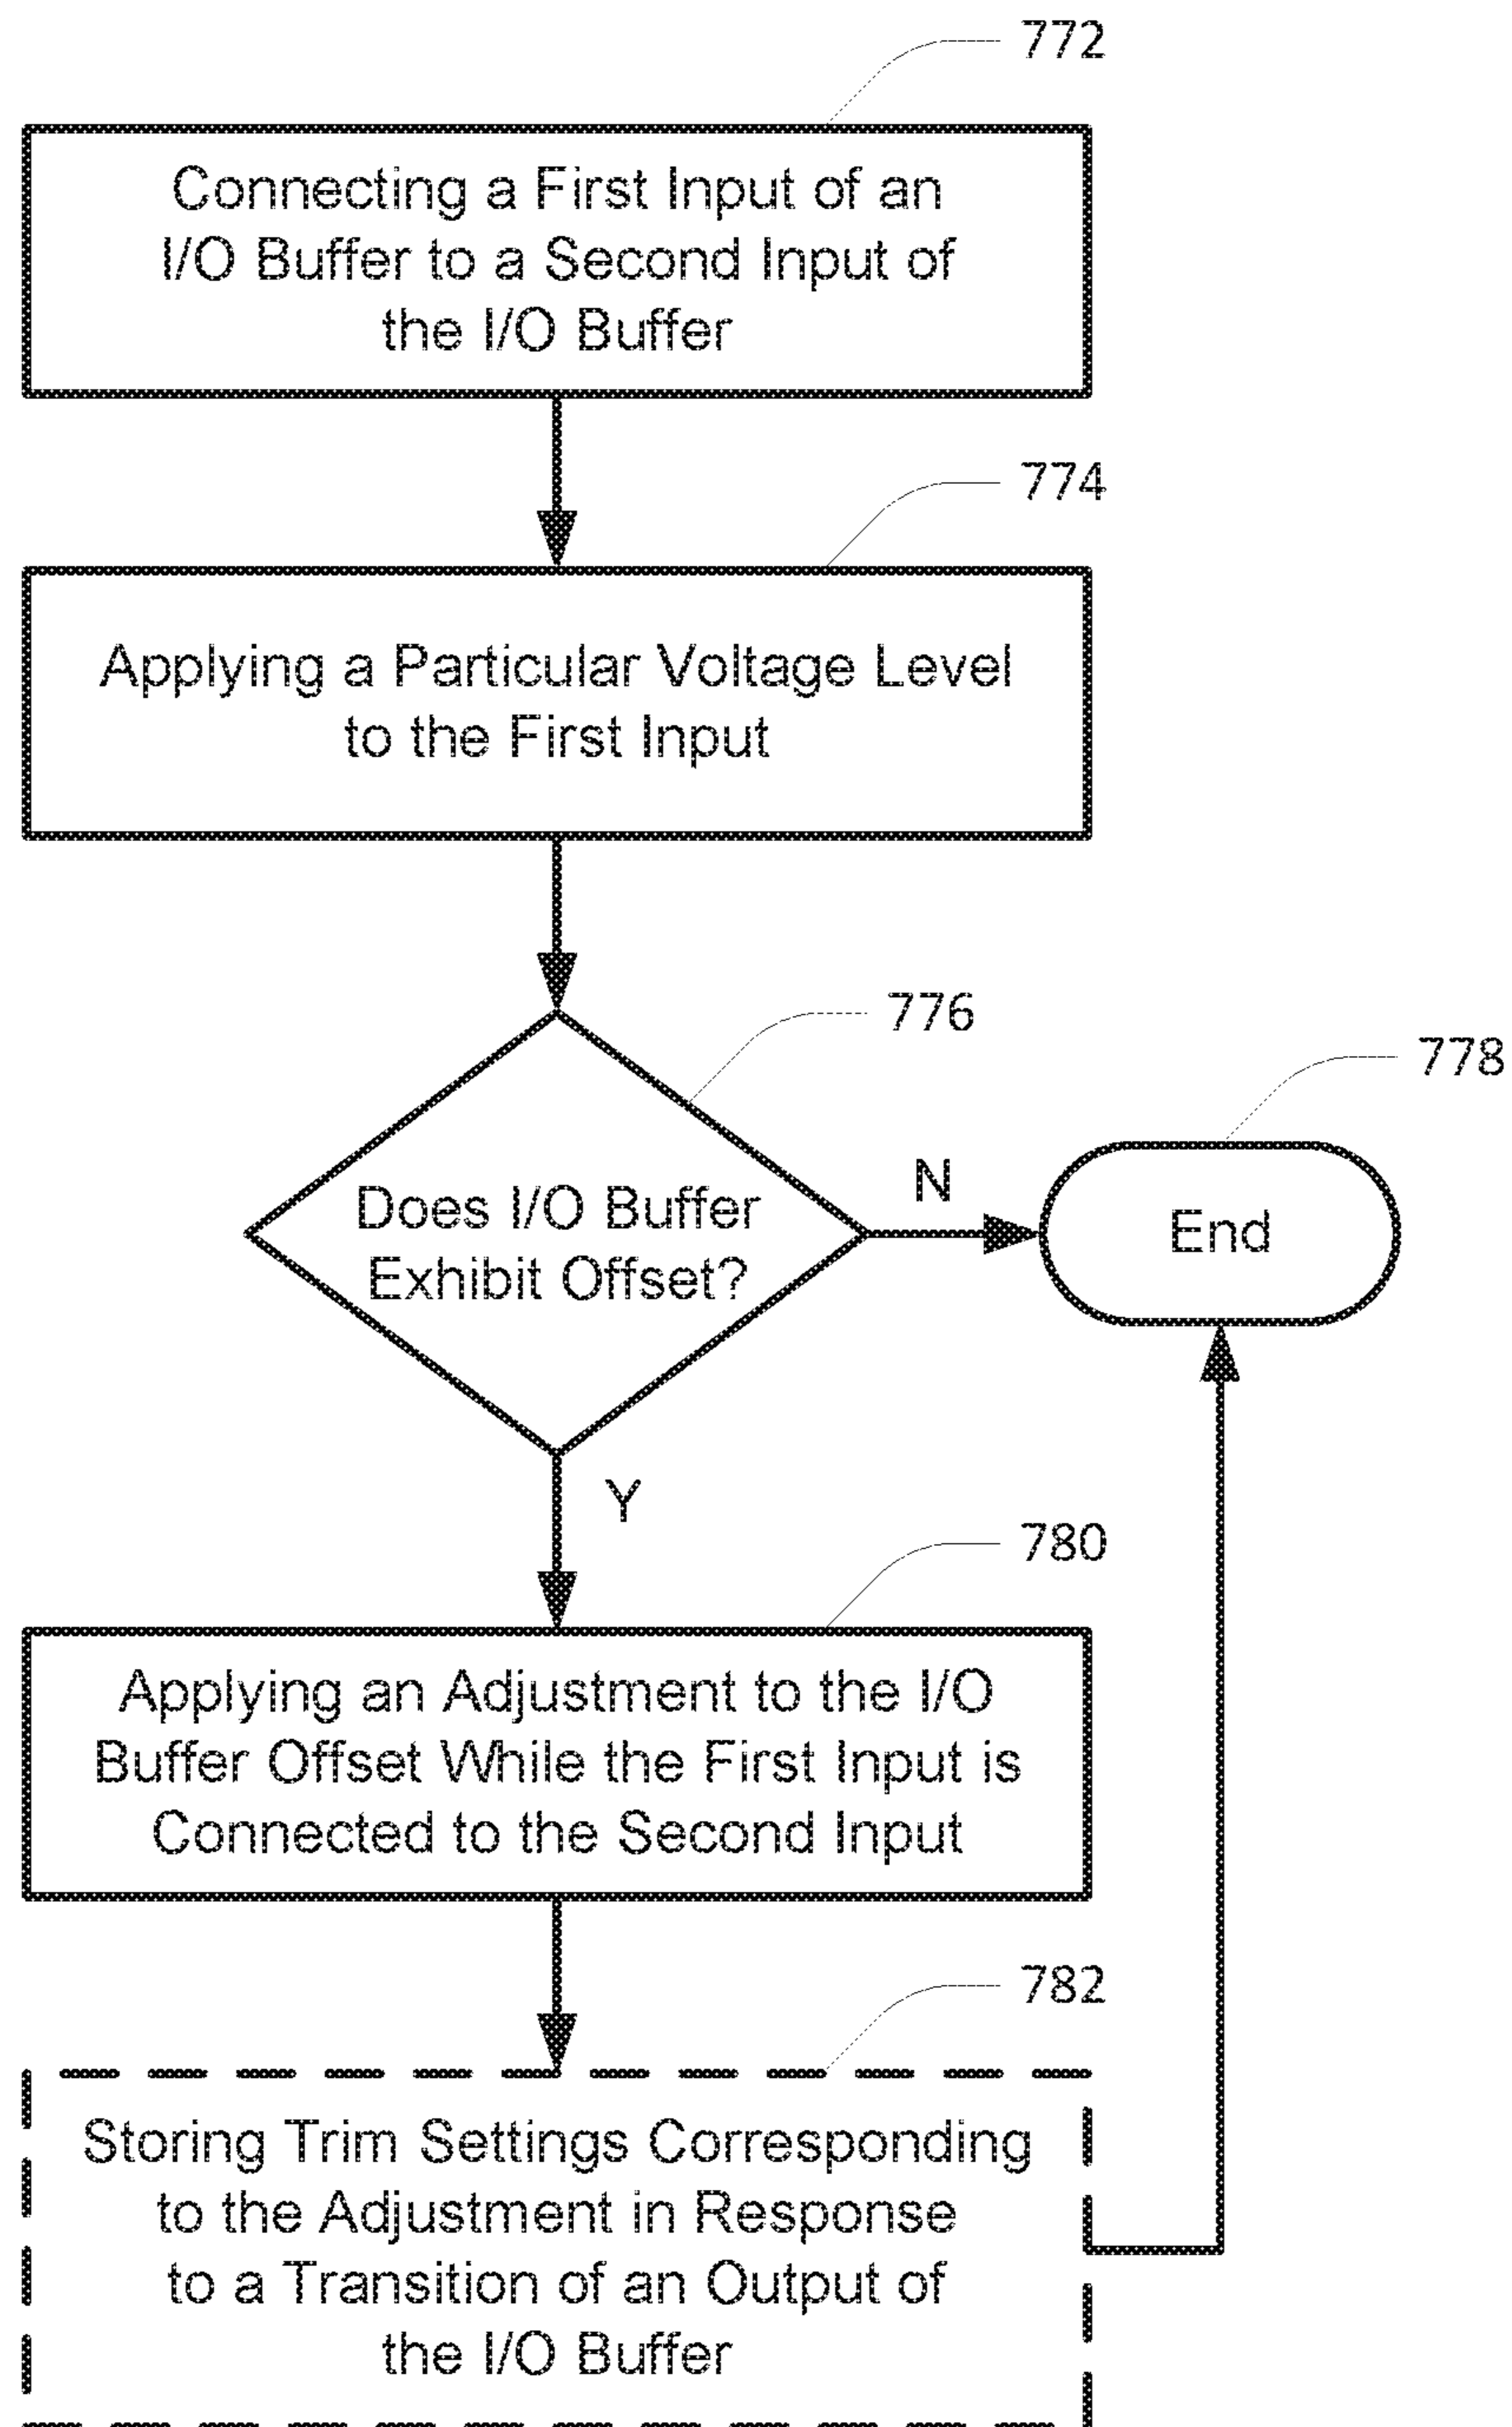 772
Connecting a First Input of an
I/O Buffer to a Second Input of
the I/O Buffer
774
Applying a Particular Voltage Level
to the First Input
776
778
Does I/O Buffer
Exhibit Offset?
N
End
Y
780
Applying an Adjustment to the I/O
Buffer Offset While the First Input is
Connected to the Second Input
782
Storing Trim Settings Corresponding
to the Adjustment in Response
to a Transition of an Output of
the I/O Buffer